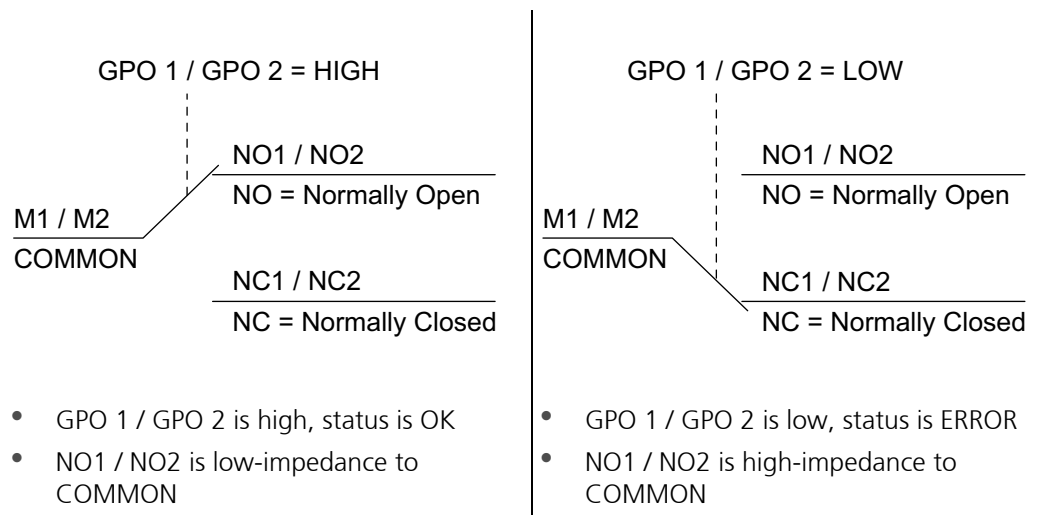 GPO 1 / GPO 2 = HIGH
NO1 / NO2
NO = Normally Open
M1 / M2
COMMON
NC1 / NC2
NC = Normally Closed
• GPO 1 / GPO 2 is high, status is OK
• NO1 / NO2 is low-impedance to
COMMON
GPO 1 / GPO 2 = LOW
NO1 / NO2
NO = Normally Open
M1 / M2
COMMON
NC1 / NC2
NC = Normally Closed
• GPO 1 / GPO 2 is low, status is ERROR
• NO1 / NO2 is high-impedance to
COMMON